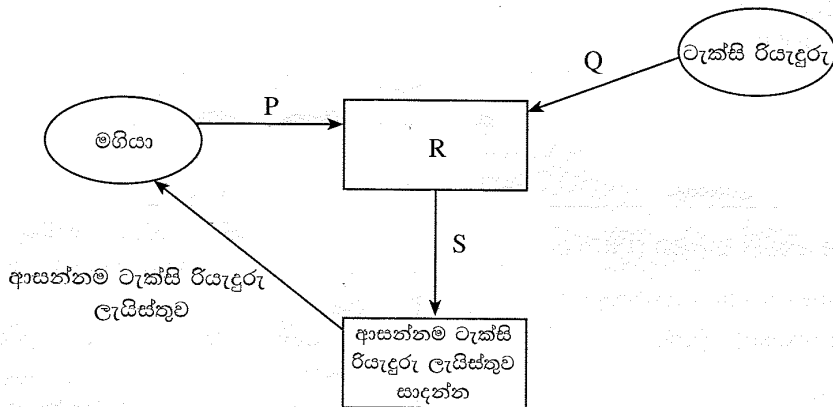 ටැක්සි රියැදුරු
Q
P
මගියා
R
S
ආසන්නම ටැක්සි රියැදුරු
ලැයිස්තුව
ආසන්නම ටැක්සි
රියැදුරු ලැයිස්තුව
සාදන්න